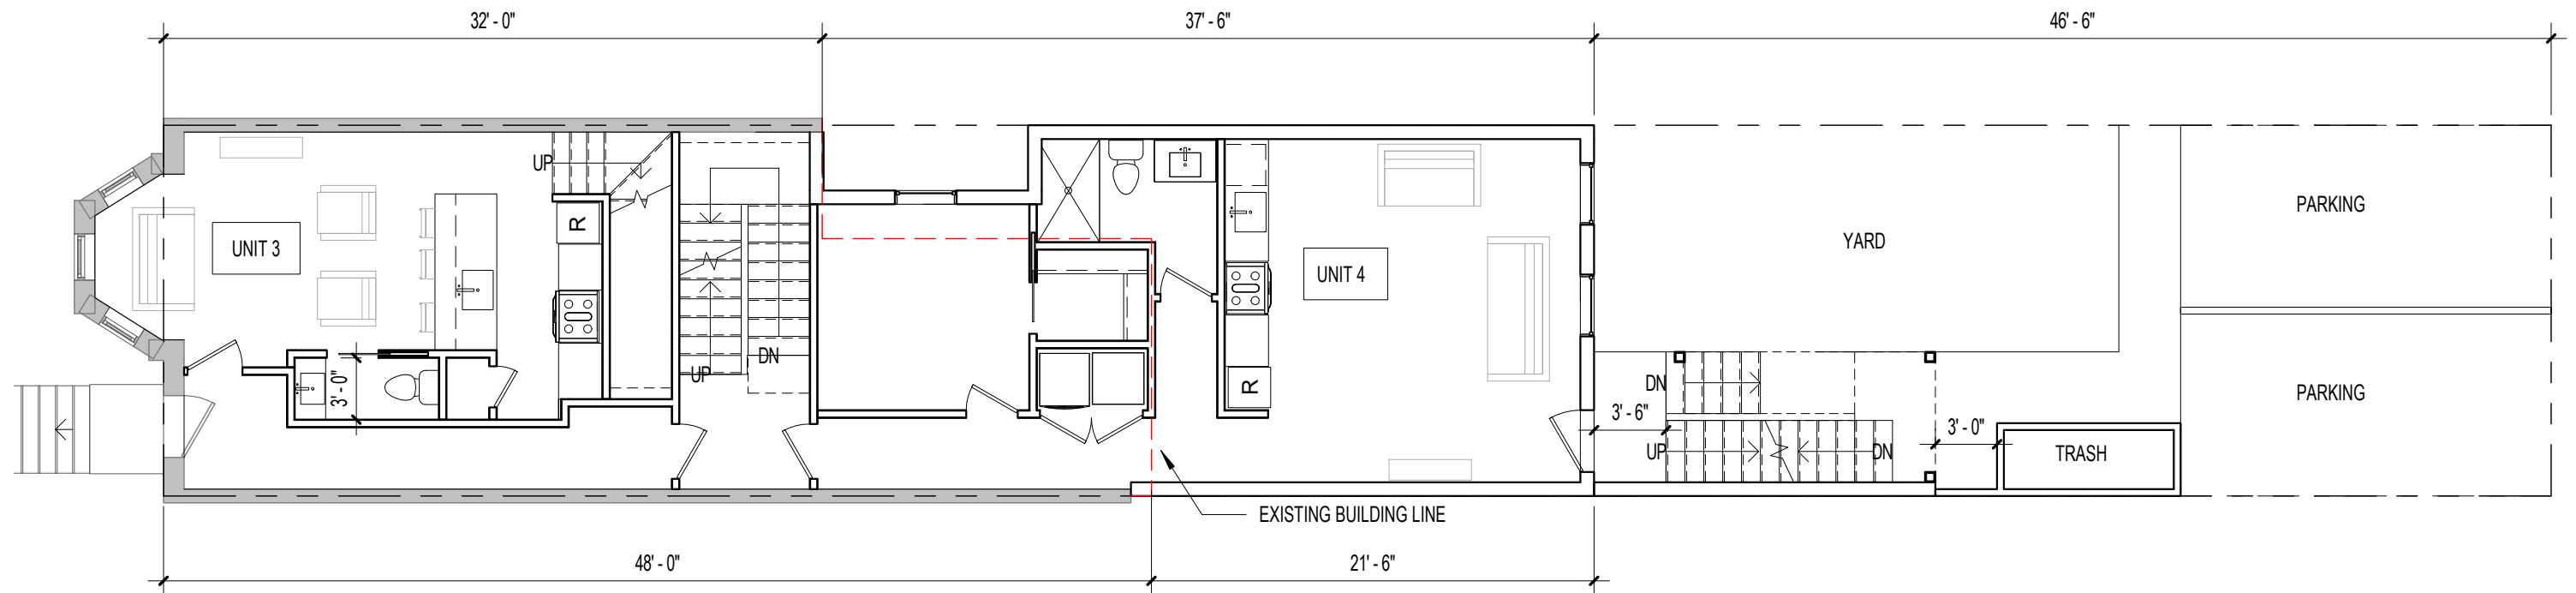 32' - 0"
37' - 6"
46' - 6"
UP
R
UNIT 3
UP
DN
3' - 0"
UNIT 4
R
YARD
PARKING
PARKING
DN
3' - 6"
UP
DN
3' - 0"
TRASH
EXISTING BUILDING LINE
48' - 0"
21' - 6"